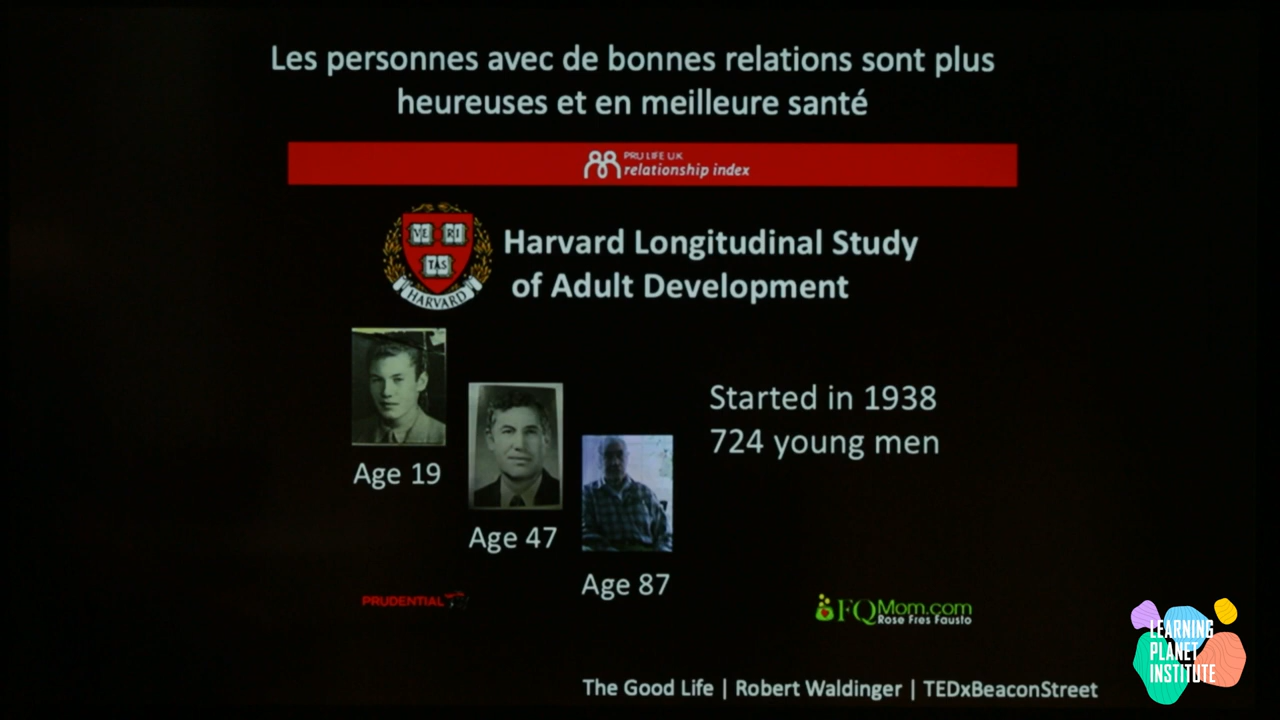 Les personnes avec de bonnes relations sont plus
heureuses et en meilleure santé
PRU LIFE UK
relationship index
VE RI
TAS
HARVARD
Harvard Longitudinal Study
of Adult Development
Age 19
Age 47
Age 87
Started in 1938
724 young men
PRUDENTIAL
FQMom.com
Rose Fres Fausto
The Good Life | Robert Waldinger | TEDxBeaconStreet
LEARNING
PLANET
INSTITUTE